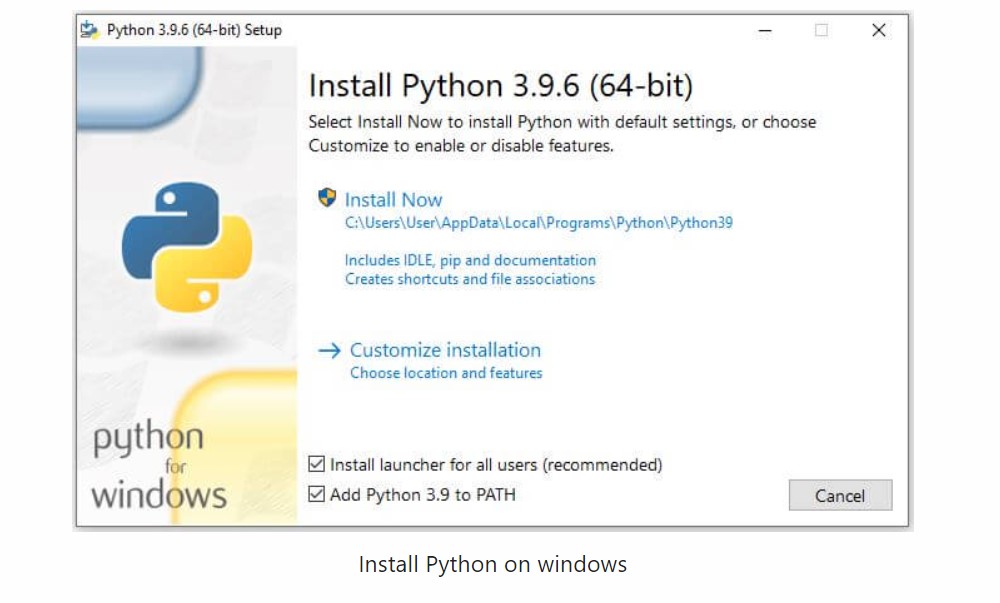 Python 3.9.6 (64-bit) Setup
Install Python 3.9.6 (64-bit)
Select Install Now to install Python with default settings, or choose
Customize to enable or disable features.
Install Now
C:\Users\User\AppData\Local\Programs\Python\Python39
Includes IDLE, pip and documentation
Creates shortcuts and file associations
Customize installation
Choose location and features
python
for
windows
Install launcher for all users (recommended)
Add Python 3.9 to PATH
Cancel
Install Python on windows